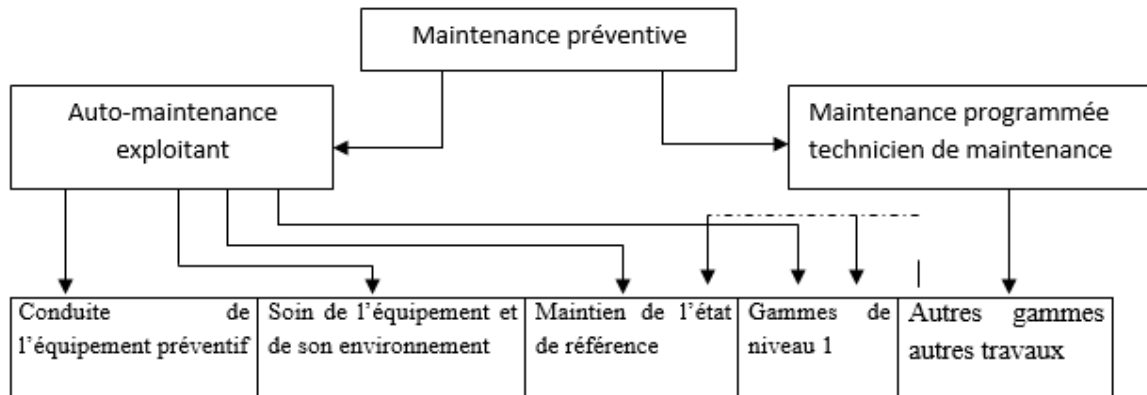 Maintenance préventive
Auto-maintenance
exploitant
Maintenance programmée
technicien de maintenance
Conduite de
l'équipement préventif
Soin de l'équipement et
de son environnement
Maintien de l'état
de référence
Gammes de
niveau 1
Autres gammes
autres travaux